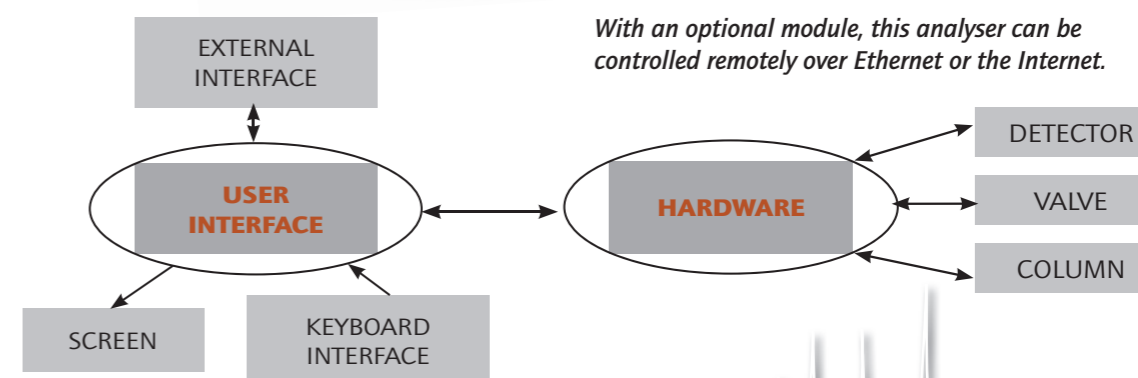 EXTERNAL
INTERFACE
With an optional module, this analyser can be
controlled remotely over Ethernet or the Internet.
USER
INTERFACE
HARDWARE
DETECTOR
VALVE
COLUMN
SCREEN
KEYBOARD
INTERFACE